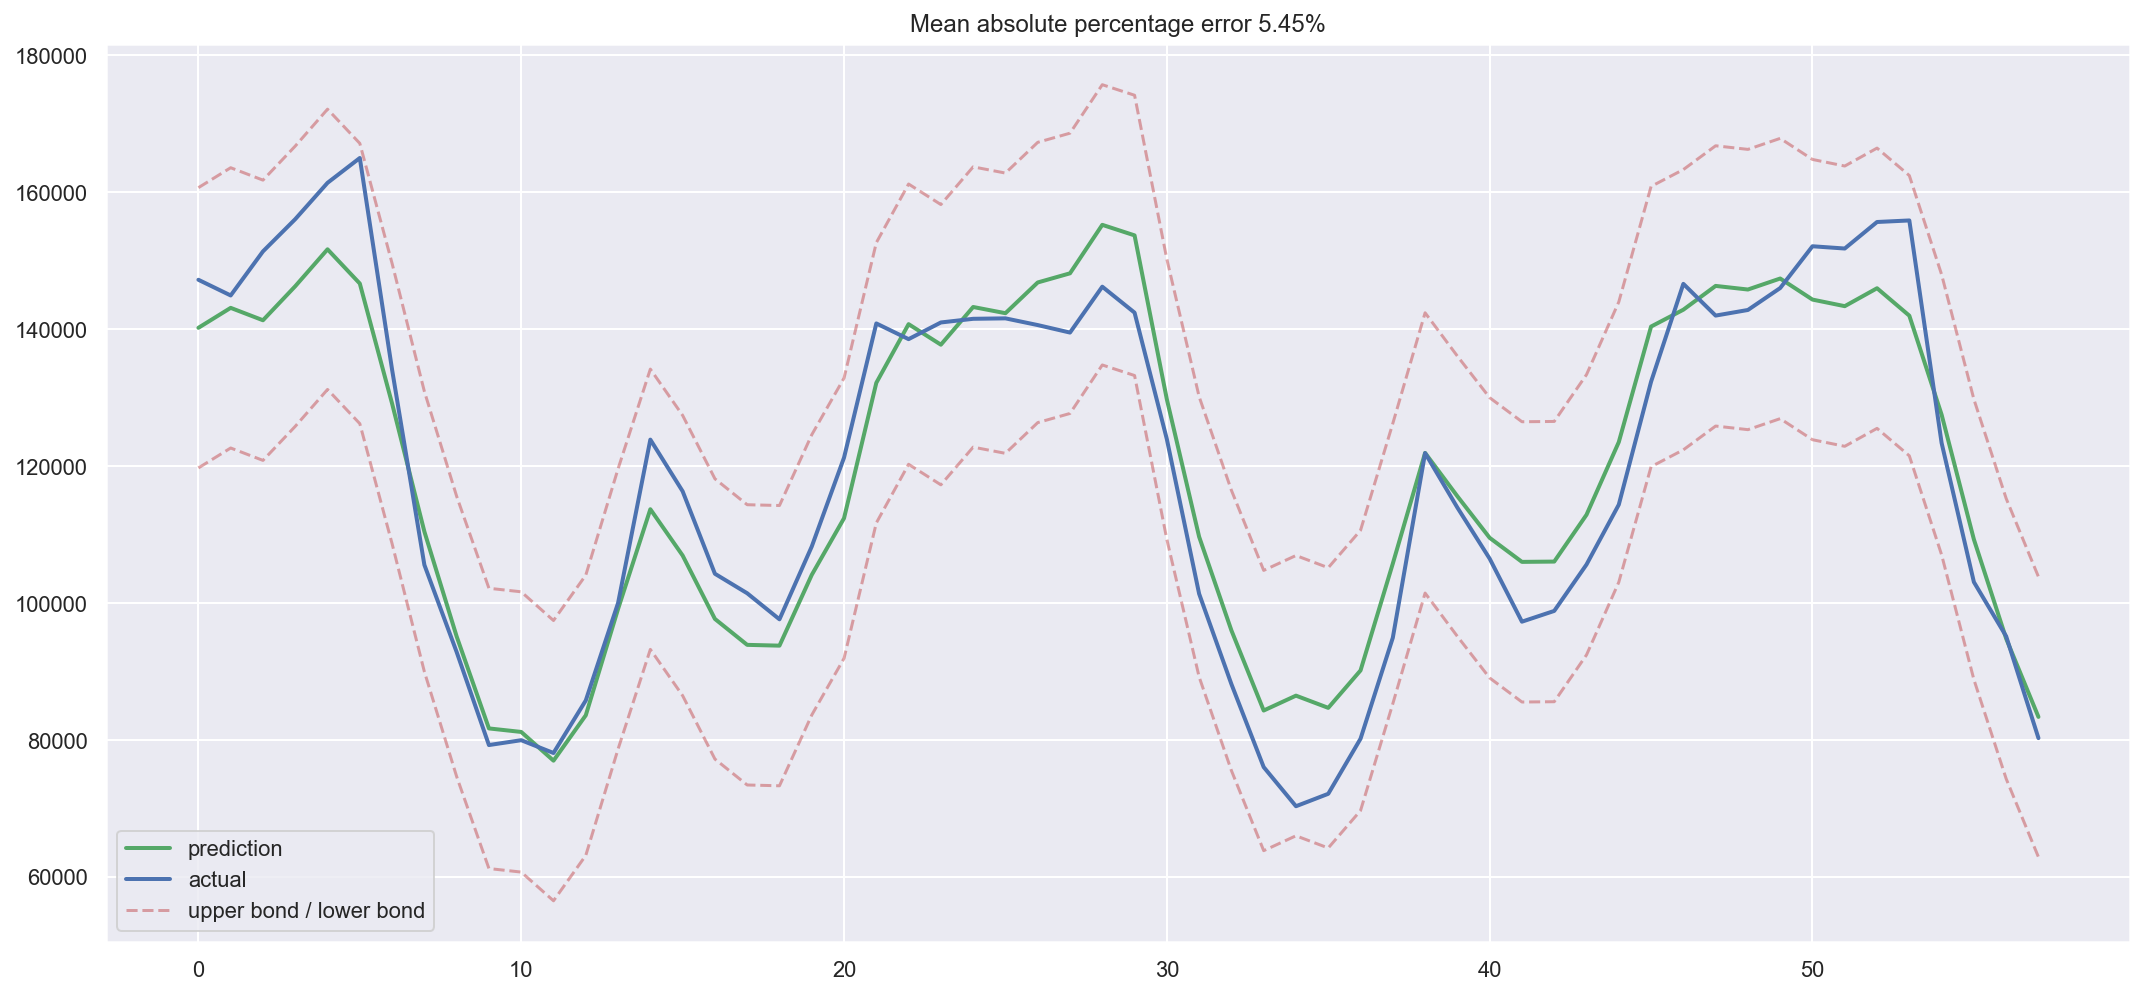 Mean absolute percentage error 5.45%
180000
160000
140000
120000
100000
80000
60000
prediction
actual
upper bond / lower bond
0 10 20 30 40 50